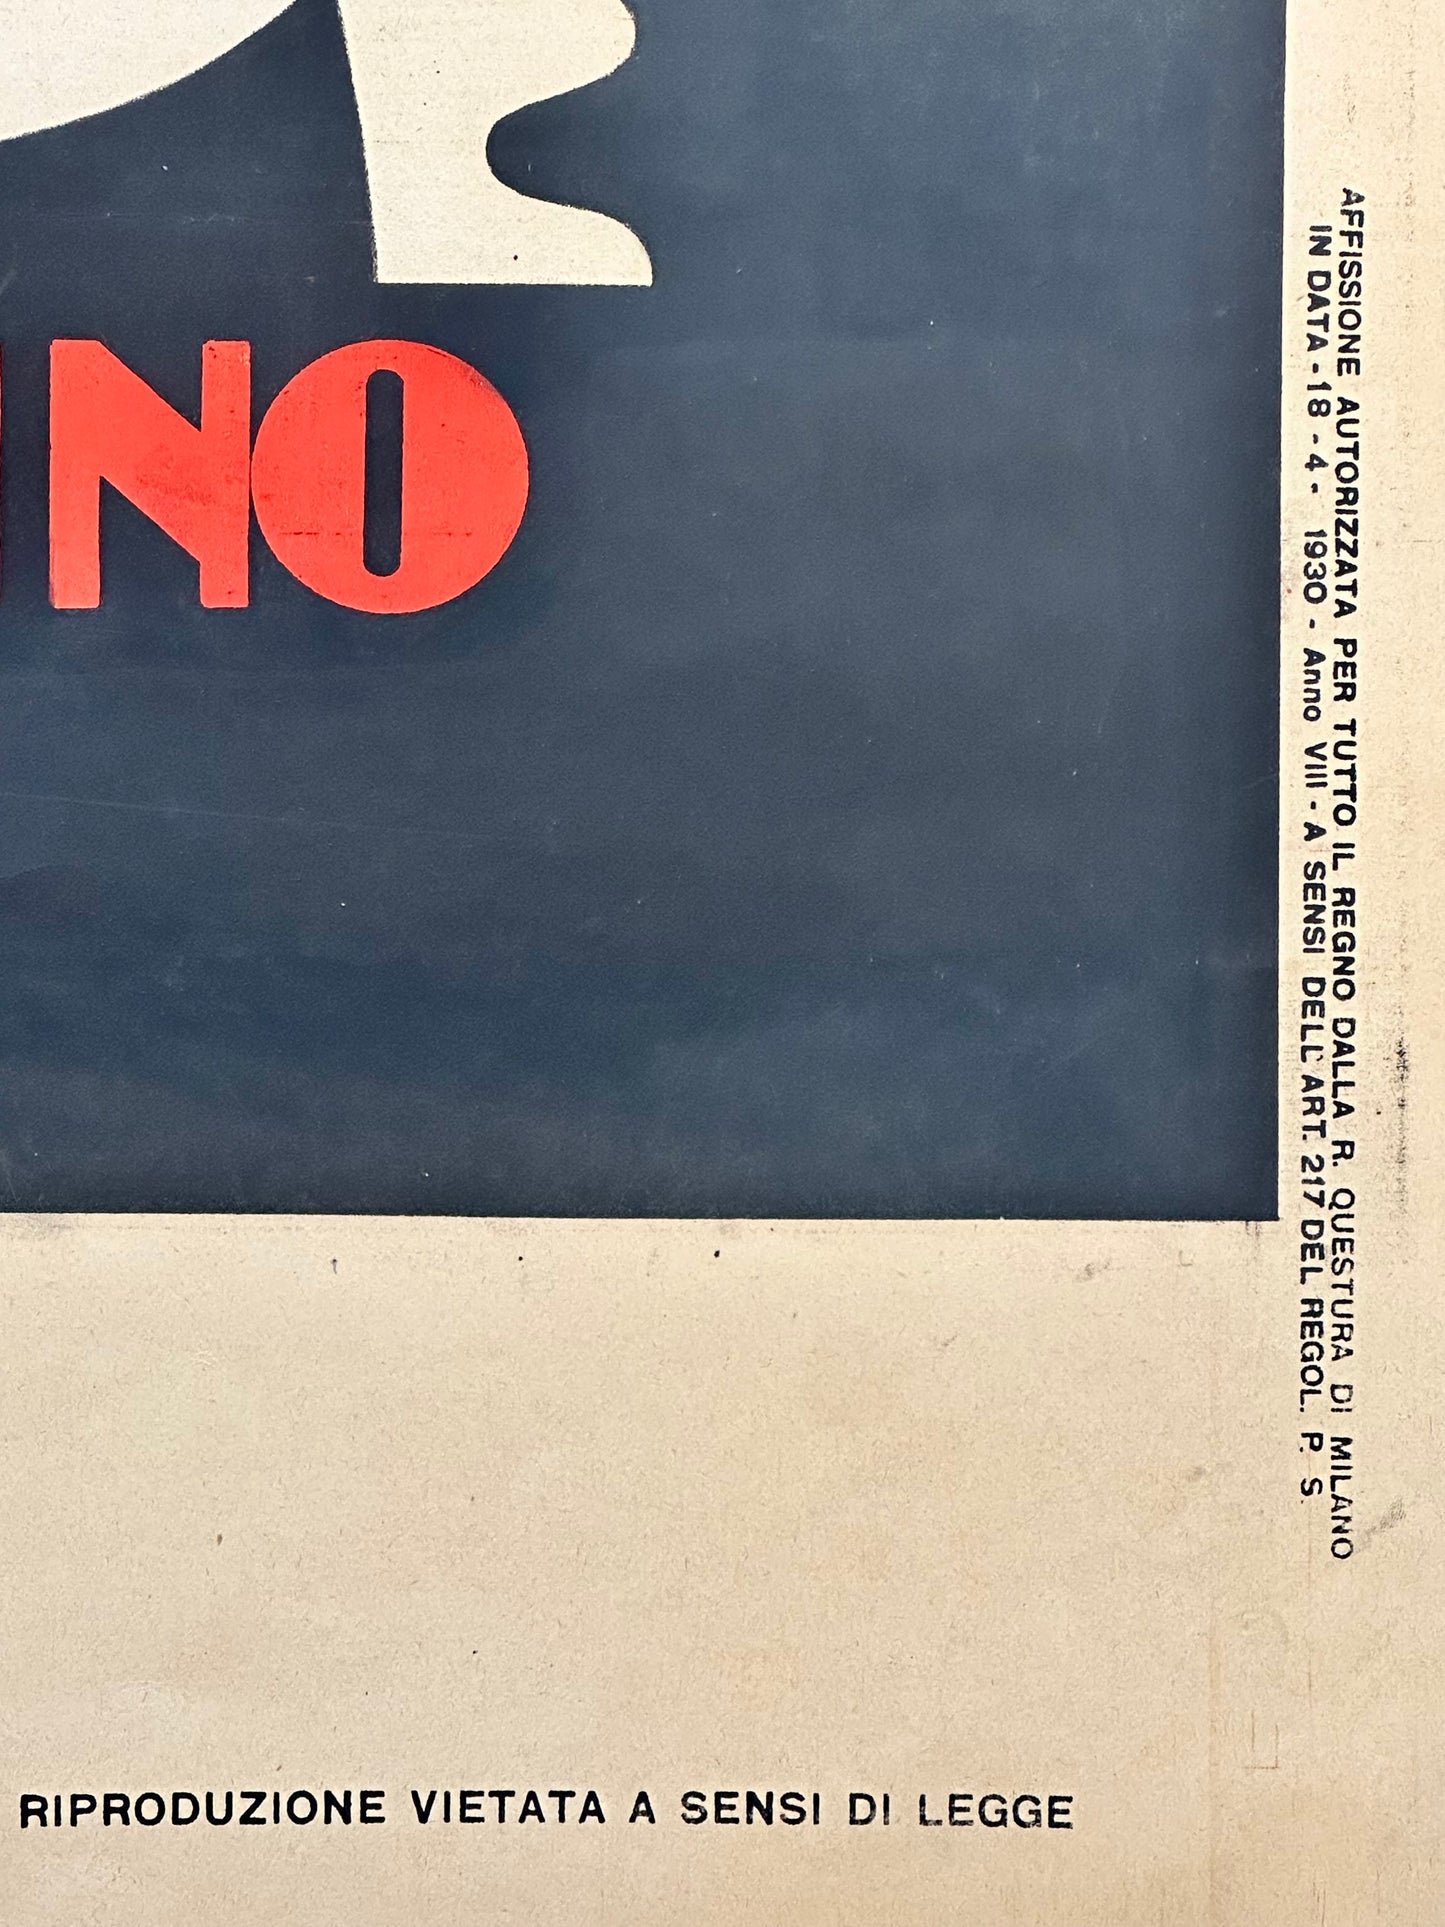 NO
AFFISSIONE AUTORIZZATA PER TUTTO IL REGNO DALLA R. QUESTURA DI MILANO
IN DATA - 18 - 4 - 1930 - Anno VIII - A SENSI DELL'ART. 217 DEL REGOL. P. S.
RIPRODUZIONE VIETATA A SENSI DI LEGGE